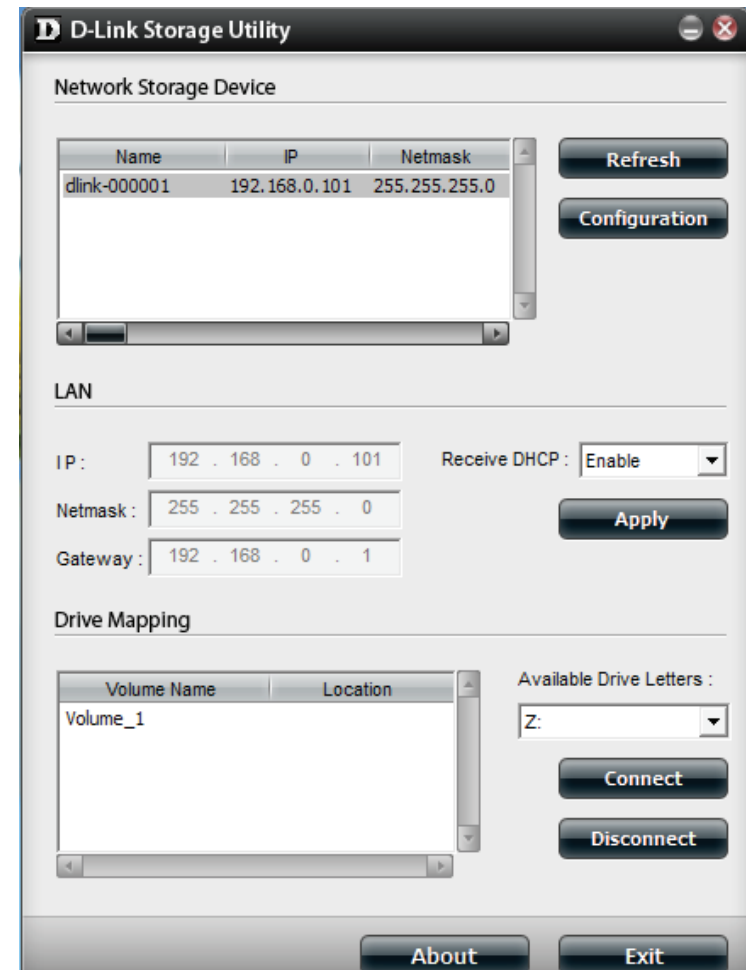 D D-Link Storage Utility
Network Storage Device
Name IP Netmask
dlink-000001 192.168.0.101 255.255.255.0
Refresh
Configuration
LAN
IP : 192 . 168 . 0 . 101
Receive DHCP : Enable
Netmask : 255 . 255 . 255 . 0
Apply
Gateway : 192 . 168 . 0 . 1
Drive Mapping
Volume Name Location
Volume_1
Available Drive Letters :
Z:
Connect
Disconnect
About Exit